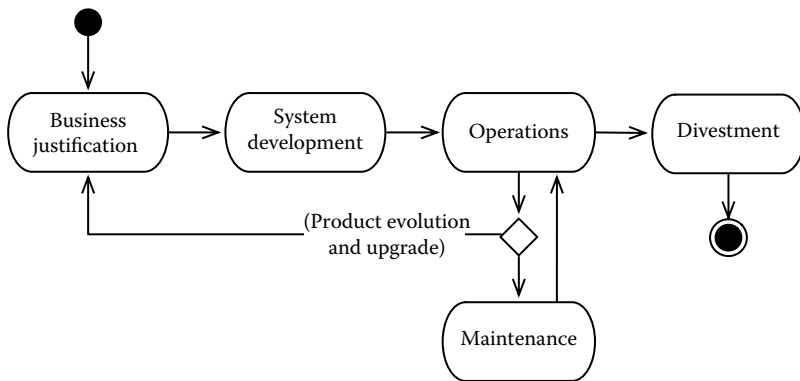 Business
justification
System
development
Operations
Divestment
(Product evolution
and upgrade)
Maintenance